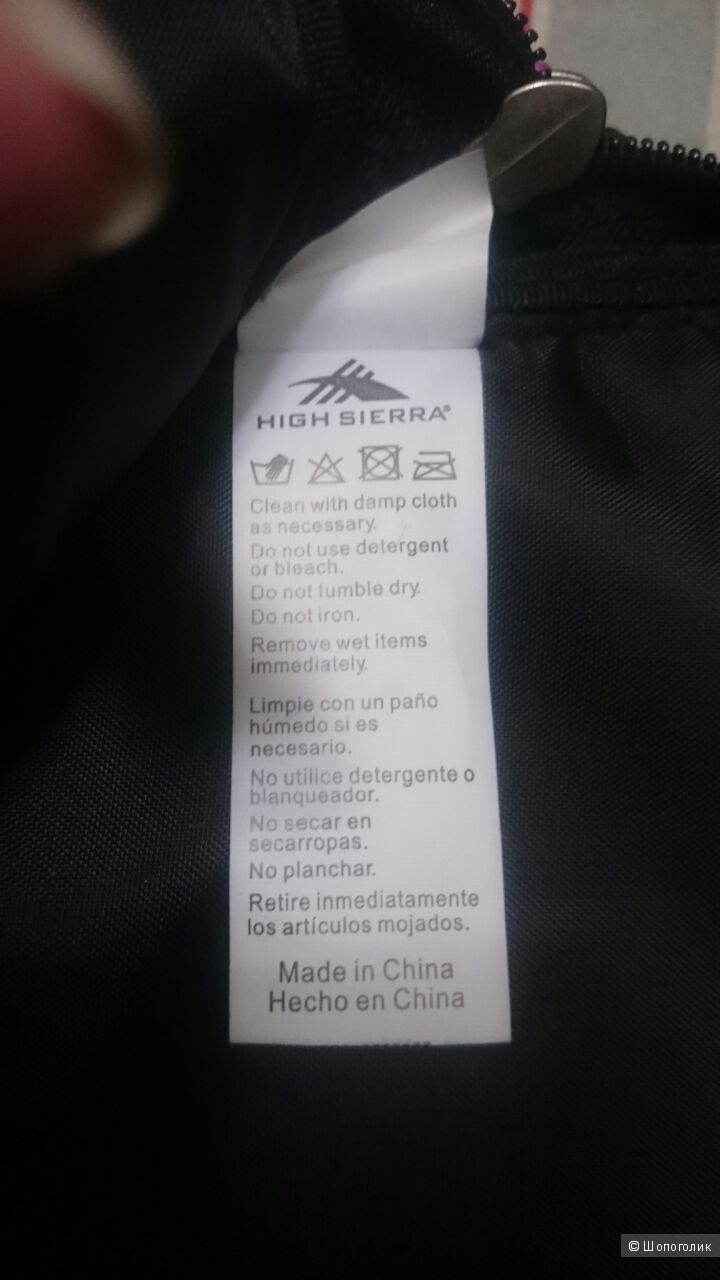 HIGH SIERRA®
Clean with damp cloth
as necessary.
Do not use detergent
or bleach.
Do not tumble dry.
Do not iron.
Remove wet items
immediately.
Limpie con un paño
húmedo si es
necesario.
No utilice detergente o
blanqueador.
No secar en
secarropas.
No planchar.
Retire inmediatamente
los artículos mojados.
Made in China
Hecho en China
© Шопоголик